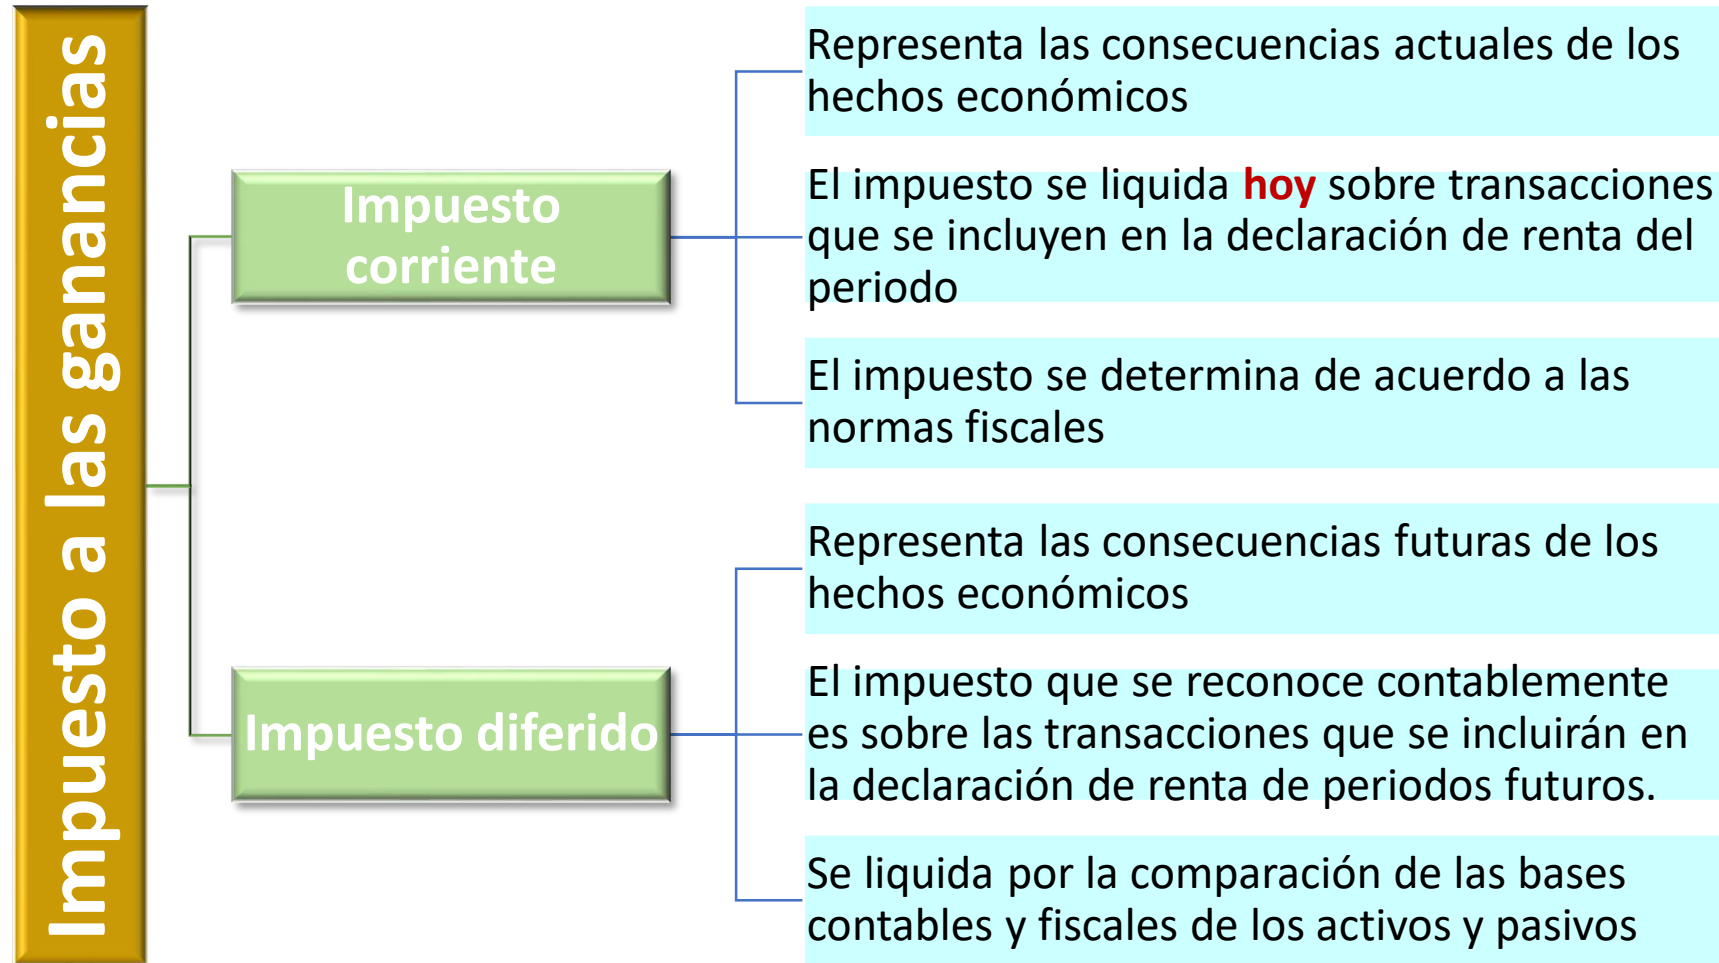 Impuesto a las ganancias
Impuesto
corriente
Representa las consecuencias actuales de los
hechos económicos
El impuesto se liquida hoy sobre transacciones
que se incluyen en la declaración de renta del
periodo
El impuesto se determina de acuerdo a las
normas fiscales
Impuesto diferido
Representa las consecuencias futuras de los
hechos económicos
El impuesto que se reconoce contablemente
es sobre las transacciones que se incluirán en
la declaración de renta de periodos futuros.
Se liquida por la comparación de las bases
contables y fiscales de los activos y pasivos